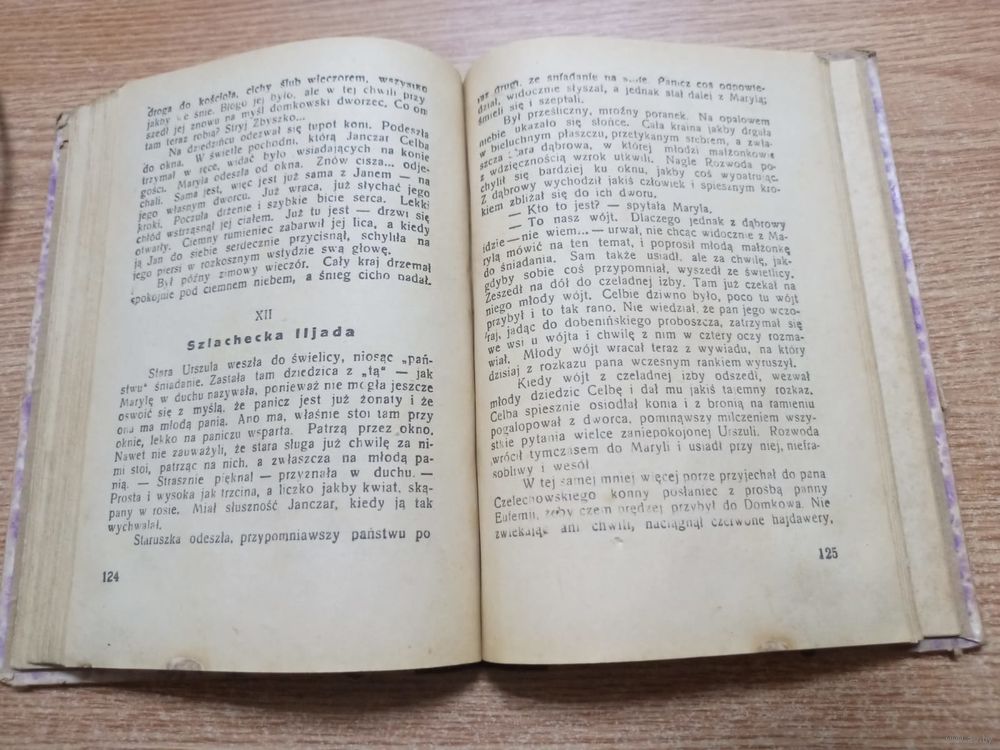 droga do kościoła, cichy ślub wieczorem, wszystko
jakby we śnie. Błogo jej było, ale w tej chwili przy
szedł jej znowu na myśl domkowski dworzec. Co on
tam teraz robią? Stryj Zbyszko...
Na dziedzińcu odezwał się tupot koni. Podeszła
do okna. W świetle pochodni, którą Janczar Celba
trzymał w ręce, widać było wsiadających na konie
gości. Maryla odeszła od okna. Znów cisza... odje-
chali. Sama jest, więc jest już sama z Janem — na
jego własnym dworcu. Już wraca, już słychać jego
kroki. Poczuła drżenie i szybkie bicie serca. Lekki
chłód wstrząsnął jej ciałem. Już tu jest — drzwi się
otwarły. Ciemny rumieniec zabarwił jej lica, a kiedy
ją Jan do siebie serdecznie przycisnął, schyliła na
jego piersi w rozkosznym wstydzie swą głowę.
Był późny zimowy wieczór. Cały kraj drzemał
spokojnie pod ciemnem niebem, a śnieg cicho padał.
XII
Szlachecka Iljada
Stara Urszula weszła do świelicy, niosąc „pań-
stwu" śniadanie. Zastała tam dziedzica z „tą" — jak
Marylę w duchu nazywała, ponieważ nie mogła jeszcze
oswoić się z myślą, że panicz jest już żonaty i że
ona ma młodą panią. Ano ma, właśnie stoi tam przy
oknie, lekko na paniczu wsparta. Patrzą przez okno.
Nawet nie zauważyli, że stara sługa już chwilę za ni-
mi stoi, patrząc na nich, a zwłaszcza na młodą pa-
nią. — Strasznie piękna! — przyznała w duchu. —
Prosta i wysoka jak trzcina, a liczko jakby kwiat, ską-
pany w rosie. Miał słuszność Janczar, kiedy ją tak
wychwalał.
Staruszka odeszła, przypomniawszy państwu po
124
raz drugi, że śniadanie na stole. Panicz coś odpowie-
dział, widocznie słyszał, a jednak stał dalej z Marylą;
śmieli się i szeptali.
Był prześliczny, mroźny poranek. Na opalowem
niebie ukazało się słońce. Cała kraina jakby drgała
w bieluchnym płaszczu, przetykanym srebrem, a zwła-
szcza stara dąbrowa, w której młodzi małżonkowie
z wdzięcznością wzrok utkwili. Nagle Rozwoda po-
chylił się bardziej ku oknu, jakby coś wypatrując.
Z dąbrowy wychodził jakiś człowiek i spiesznym kro-
kiem zbliżał się do ich dworu.
— Kto to jest? — spytała Maryla.
— To nasz wójt. Dlaczego jednak z dąbrowy
idzie — nie wiem... — urwał, nie chcąc widocznie z Ma-
rylą mówić na ten temat, i poprosił młodą małżonkę
do śniadania. Sam także usiadł, ale za chwilę, jak-
gdyby sobie coś przypomniał, wyszedł ze świetlicy.
Zeszedł na dół do czeladnej izby. Tam już czekał na
niego młody wójt. Celbie dziwno było, poco tu wójt
przybył i to tak rano. Nie wiedział, że pan jego wczo-
raj, jadąc do dobenińskiego proboszcza, zatrzymał się
we wsi u wójta i chwilę z nim w cztery oczy rozma-
wiał. Młody wójt wracał teraz z wywiadu, na który
dzisiaj z rozkazu pana wczesnym rankiem wyruszył.
Kiedy wójt z czeladnej izby odszedł, wezwał
młody dziedzic Celbę i dał mu jakiś tajemny rozkaz.
Celba spiesznie osiodłał konia i z bronią na ramieniu
pogalopował z dworca, pominąwszy milczeniem wszy-
stkie pytania wielce zaniepokojonej Urszuli. Rozwoda
wrócił tymczasem do Maryli i usiadł przy niej, niefra-
sobliwy i wesół
W tej samej mniej więcej porze przyjechał do pana
Czelechowskiego konny posłaniec z prośbą panny
Eufemii, żeby czem prędzej przybył do Domkowa. Nie
zwlekając ani chwili, naciągnął czerwone hajdawery,
125